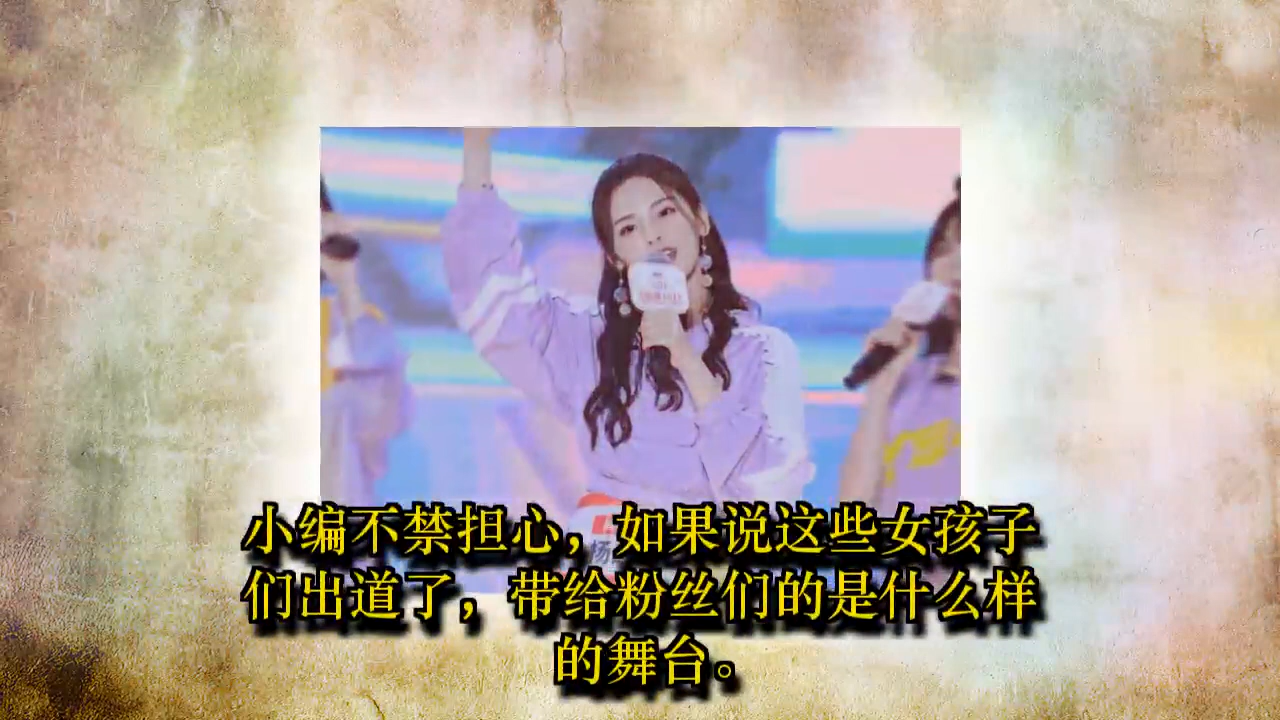 小编不禁担心，如果说这些女孩子
们出道了，带给粉丝们的是什么样
的舞台。
杨